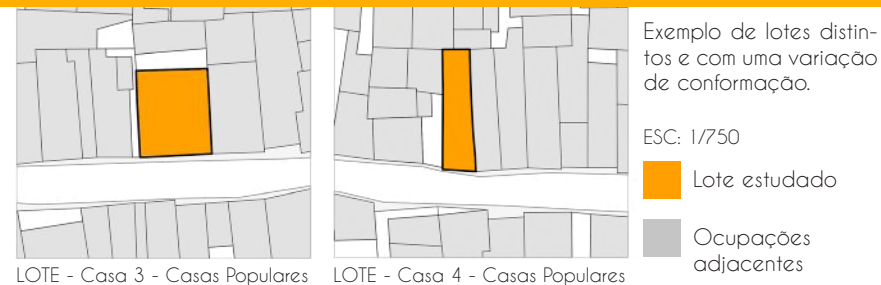 Exemplo de lotes distin-
tos e com uma variação
de conformação.
ESC: 1/750
Lote estudado
Ocupações
adjacentes
LOTE - Casa 3 - Casas Populares
LOTE - Casa 4 - Casas Populares